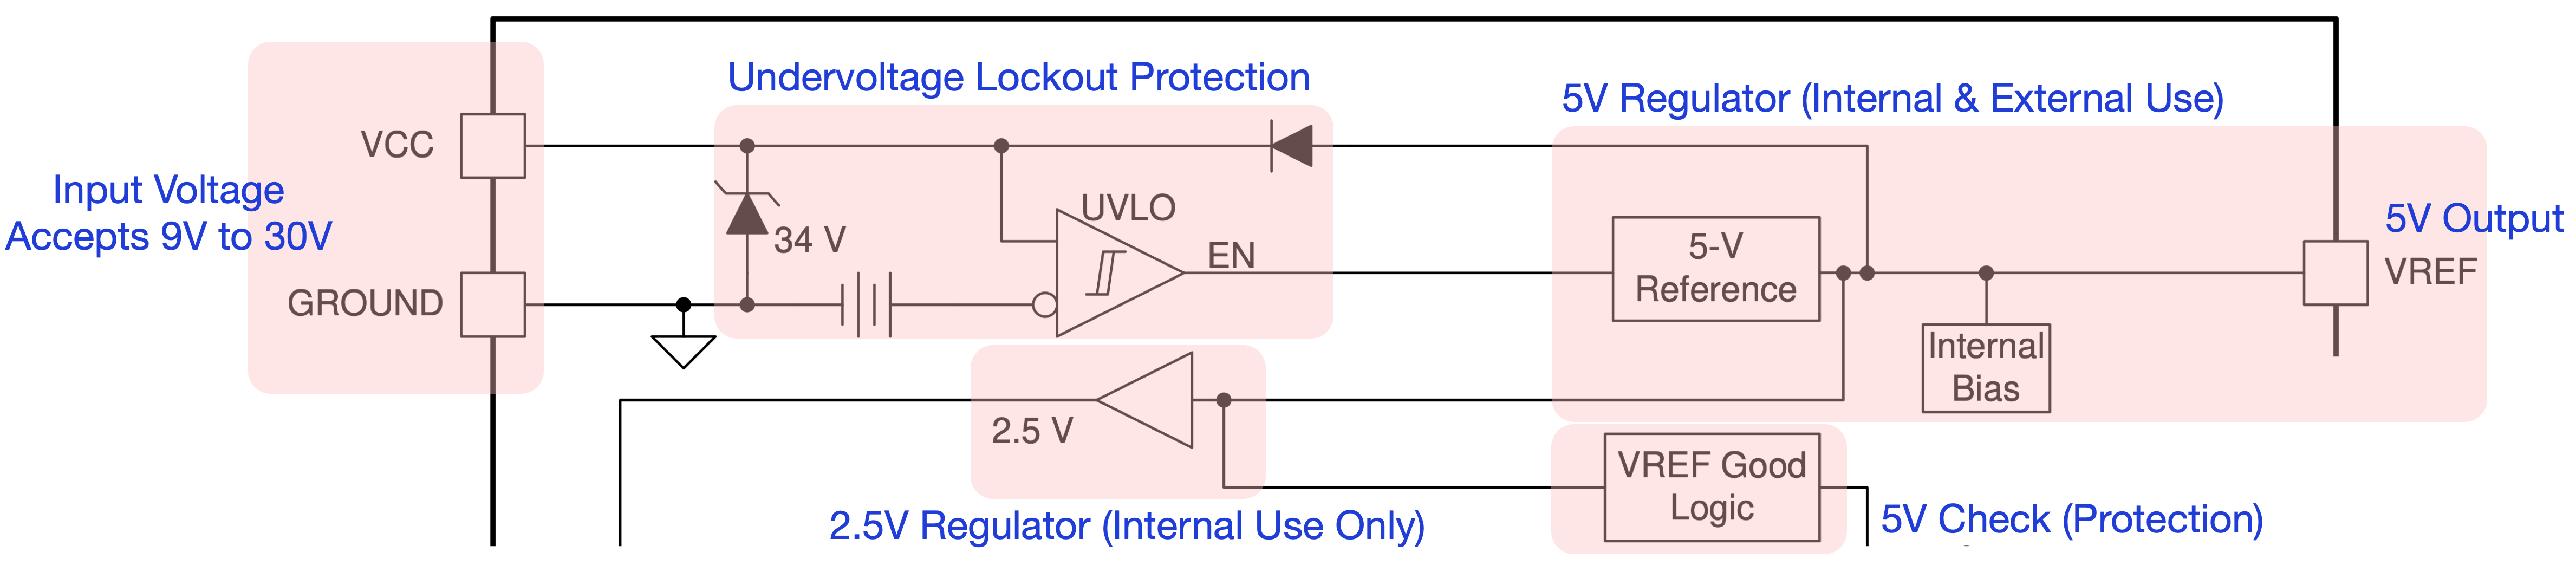 Undervoltage Lockout Protection
5V Regulator (Internal & External Use)
VCC
Input Voltage
Accepts 9V to 30V
UVLO
34 V
EN
5-V
Reference
5V Output
VREF
GROUND
Internal
Bias
2.5 V
VREF Good
Logic
2.5V Regulator (Internal Use Only)
5V Check (Protection)